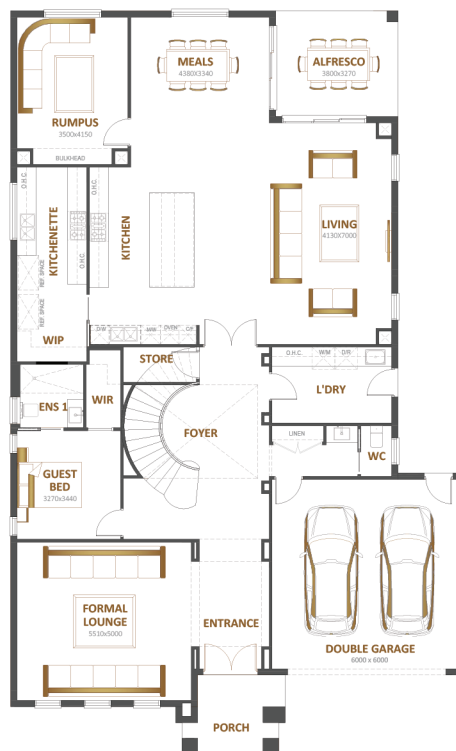 MEALS
4380X3340
ALFRESCO
3800x3270
RUMPUS
3500x4150
BULKHEAD
O.H.C.
O.H.C.
KITCHENETTE
KITCHEN
LIVING
4130X7000
O.H.C.
REF. SPACE
REF. SPACE
WIP
D/W
M/W
OVEN
C/F
STORE
O.H.C.
W/M
D/R
L'DRY
ENS 1
WIR
FOYER
LINEN
WC
GUEST
BED
3270x3440
FORMAL
LOUNGE
5510x5000
ENTRANCE
DOUBLE GARAGE
6000 x 6000
PORCH